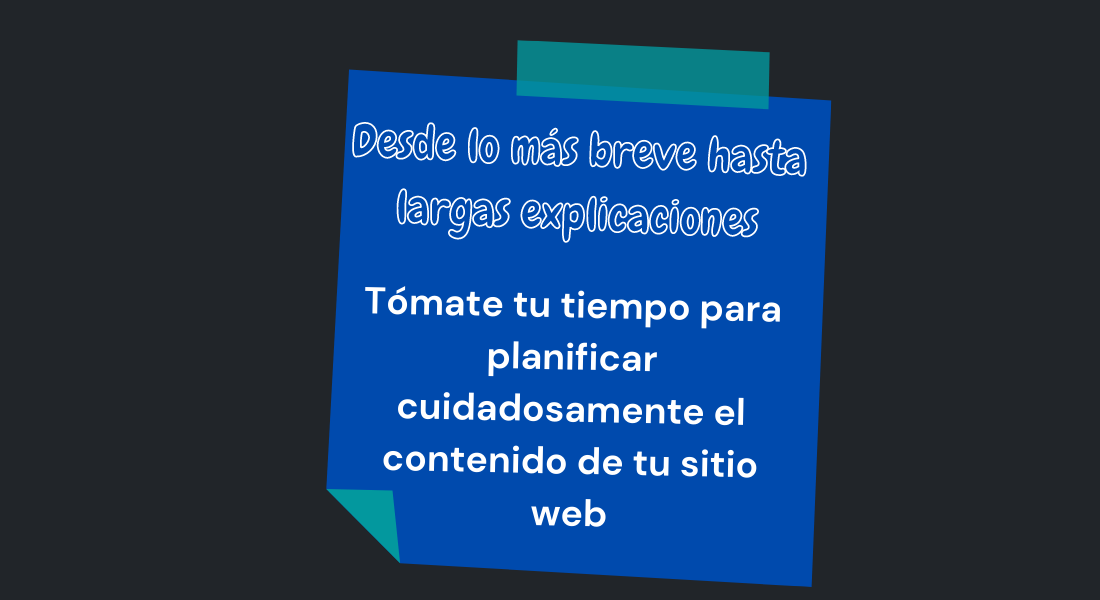 Desde lo más breve hasta
largas explicaciones
Tómate tu tiempo para
planificar
cuidadosamente el
contenido de tu sitio
web